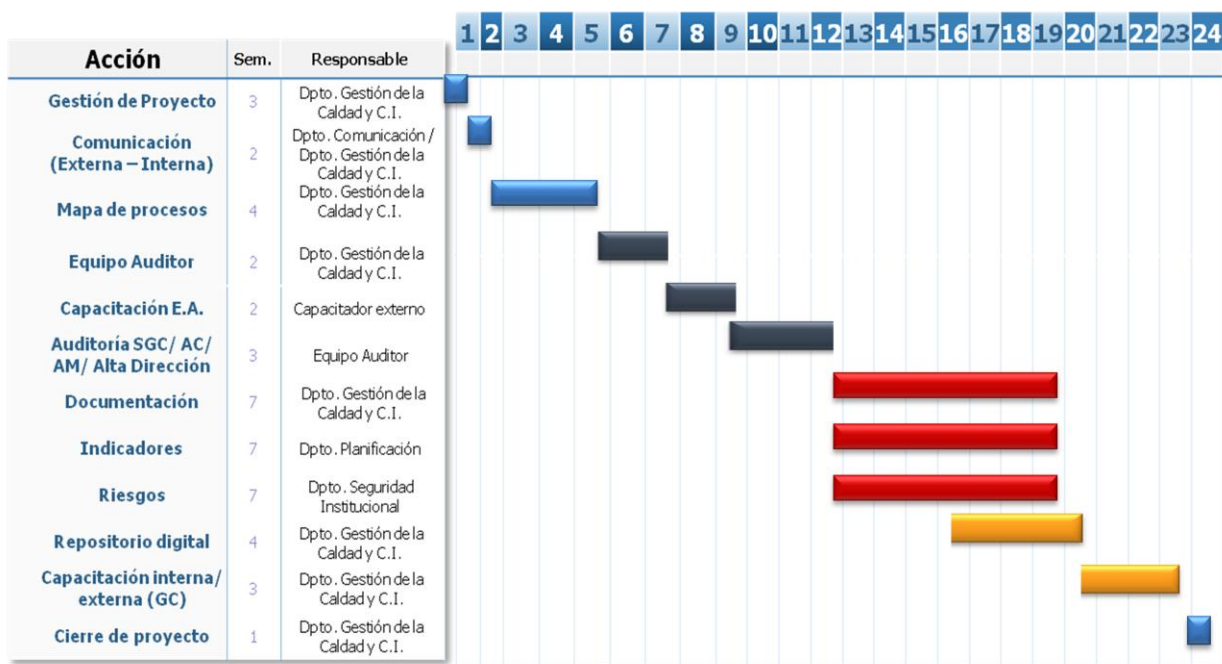 1 2 3 4 5 6 7 8 9 10 11 12 13 14 15 16 17 18 19 20 21 22 23 24
Acción Sem. Responsable
Gestión de Proyecto 3 Dpto. Gestión de la
Caldad y C.I.
Comunicación
(Externa – Interna) 2 Dpto. Comunicación /
Dpto. Gestión de la
Caldad y C.I.
Mapa de procesos 4 Dpto. Gestión de la
Caldad y C.I.
Equipo Auditor 2 Dpto. Gestión de la
Caldad y C.I.
Capacitación E.A. 2 Capacitador externo
Auditoría SGC/ AC/
AM/ Alta Dirección 3 Equipo Auditor
Documentación 7 Dpto. Gestión de la
Caldad y C.I.
Indicadores 7 Dpto. Planificación
Riesgos 7 Dpto. Seguridad
Institucional
Repositorio digital 4 Dpto. Gestión de la
Caldad y C.I.
Capacitación interna/
externa (GC) 3 Dpto. Gestión de la
Caldad y C.I.
Cierre de proyecto 1 Dpto. Gestión de la
Caldad y C.I.